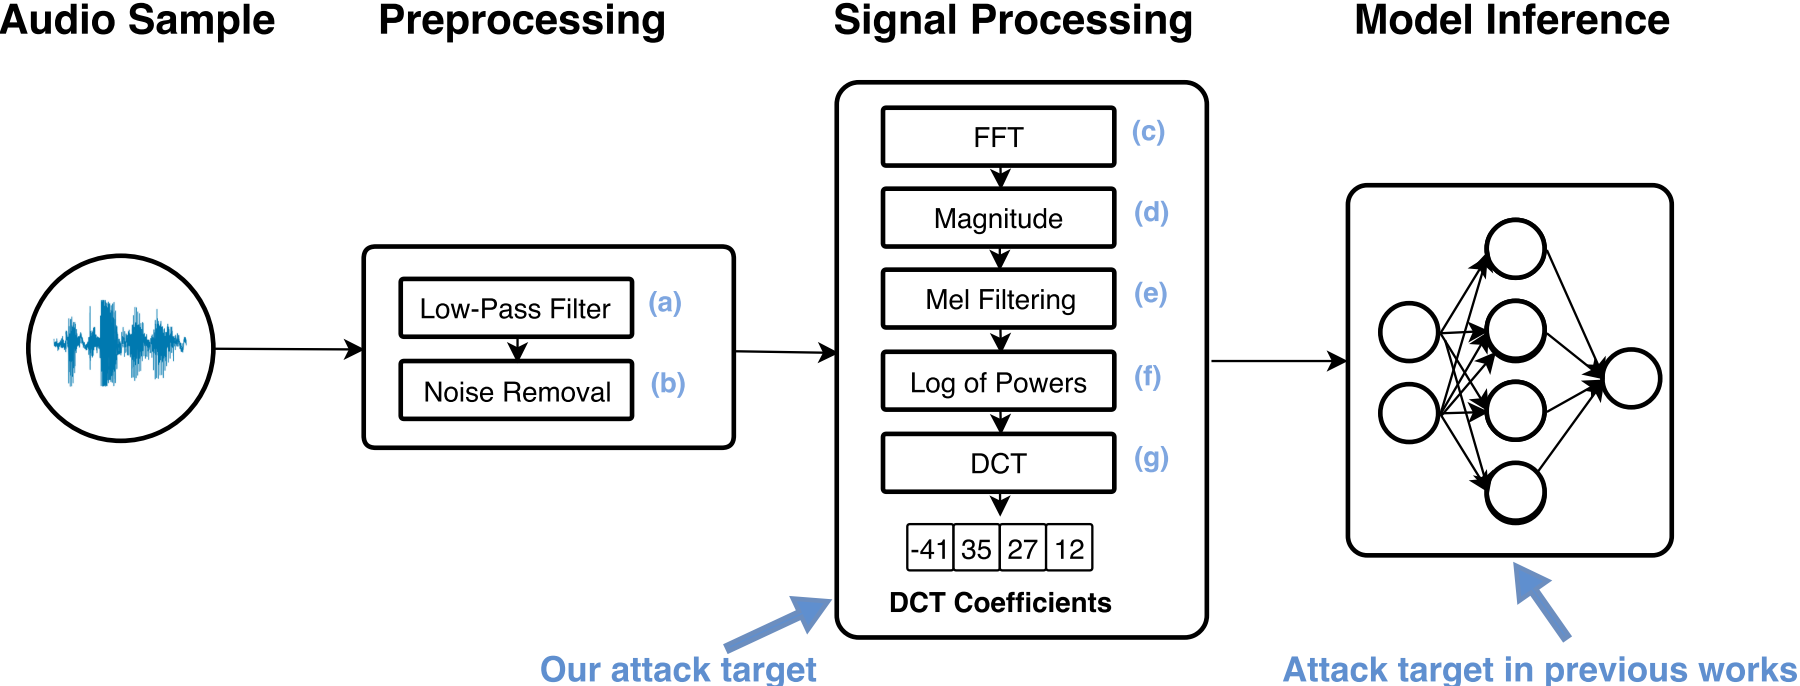 Audio Sample
Preprocessing
Signal Processing
Model Inference
Low-Pass Filter (a)
Noise Removal (b)
FFT (c)
Magnitude (d)
Mel Filtering (e)
Log of Powers (f)
DCT (g)
-41 35 27 12
DCT Coefficients
Our attack target
Attack target in previous works